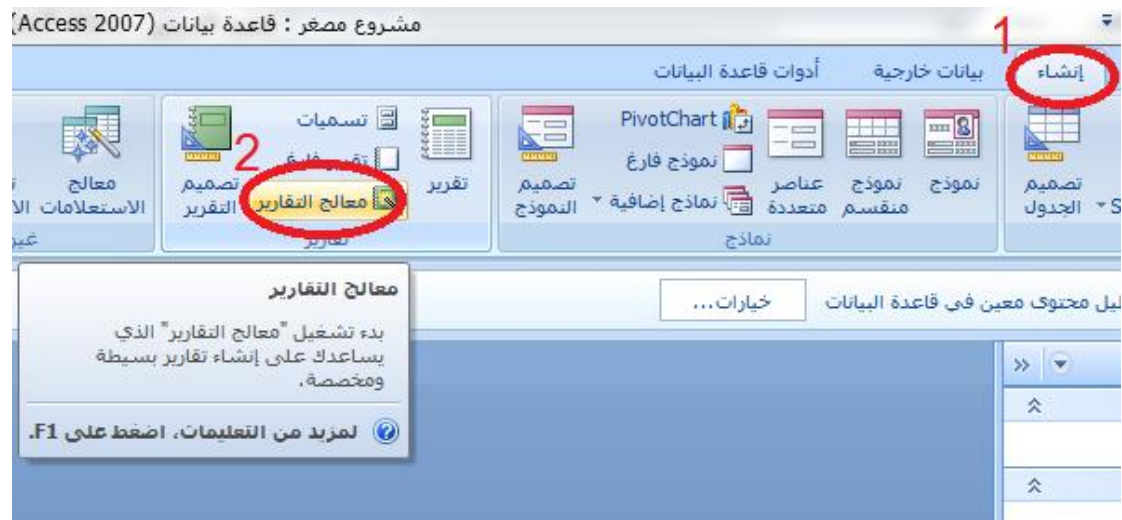 مشروع مصغر : قاعدة بيانات (Access 2007)
1
إنشاء
بيانات خارجية
أدوات قاعدة البيانات
تصميم
الجدول
نموذج
نموذج
منقسم
عناصر
متعددة
PivotChart
نموذج فارغ
نماذج إضافية
تصميم
النموذج
نماذج
تقرير
تسميات
تقرير فارغ
معالج التقارير
2
تصميم
التقرير
تقارير
معالج
الاستعلامات
معالج التقارير
بدء تشغيل "معالج التقارير" الذي
يساعدك على إنشاء تقارير بسيطة
ومخصصة.
لمزيد من التعليمات، اضغط على F1.
محتوى معين في قاعدة البيانات
خيارات...